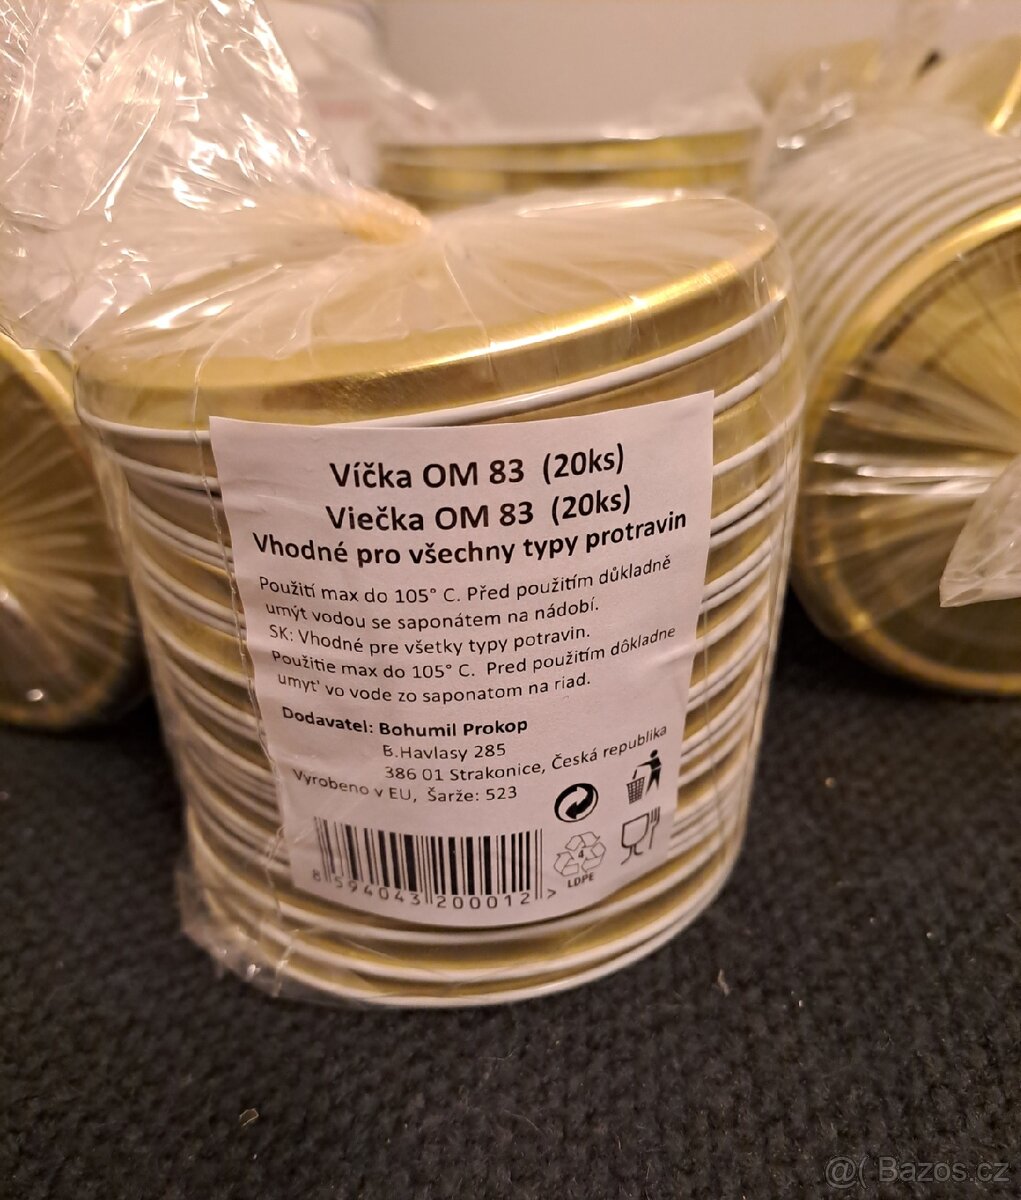 Víčka OM 83 (20ks)
Viečka OM 83 (20ks)
Vhodné pro všechny typy protravin
Použití max do 105° C. Před použitím důkladně
umýt vodou se saponátem na nádobí.
SK: Vhodné pre všetky typy potravin.
Použitie max do 105° C. Pred použitím dôkladne
umyť vo vode zo saponatom na riad.
Dodavatel: Bohumil Prokop
B.Havlasy 285
386 01 Strakonice, Česká republika
Vyrobeno v EU, Šarže: 523
4
LDPE
8 594043 200012 >
@( Bazos.cz